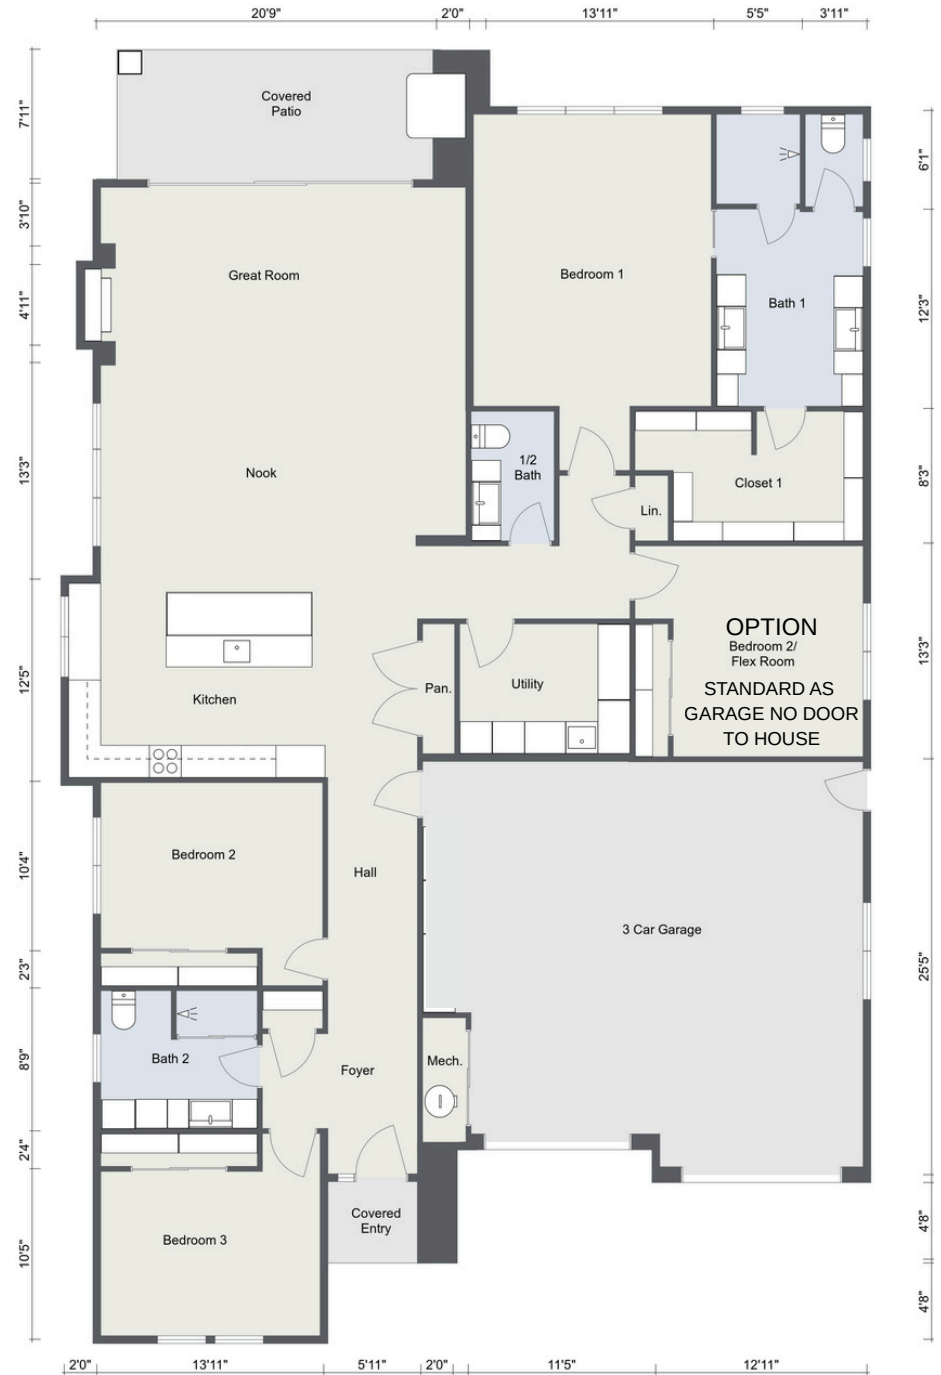 20'9"
2'0"
13'11"
5'5"
3'11"
Covered
Patio
7'11"
6'1"
3'10"
Great Room
Bedroom 1
4'11"
Bath 1
12'3"
Nook
13'3"
1/2
Bath
Closet 1
8'3"
Lin.
OPTION
Bedroom 2/
Flex Room
STANDARD AS
GARAGE NO DOOR
TO HOUSE
13'3"
12'5"
Kitchen
Pan.
Utility
Bedroom 2
10'4"
Hall
3 Car Garage
25'5"
2'3"
Bath 2
8'9"
Foyer
Mech.
2'4"
Covered
Entry
4'8"
Bedroom 3
10'5"
4'8"
2'0"
13'11"
5'11"
2'0"
11'5"
12'11"